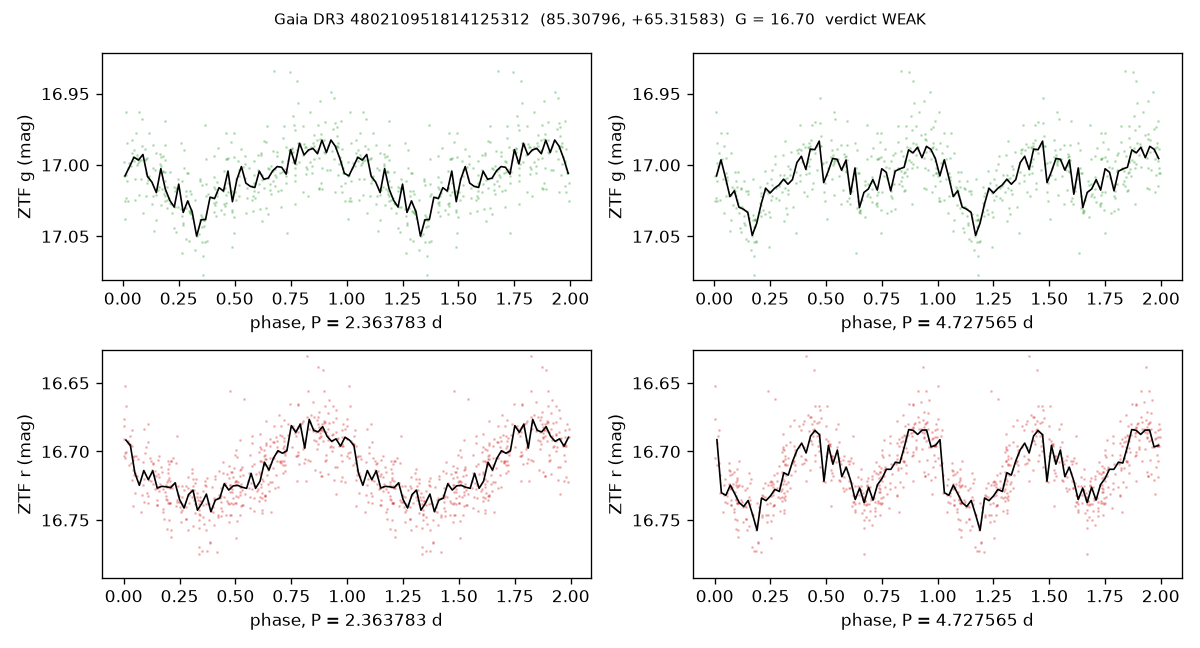 Gaia DR3 480210951814125312 (85.30796, +65.31583) G = 16.70 verdict WEAK
ZTF g (mag)
16.95
17.00
17.05
0.00 0.25 0.50 0.75 1.00 1.25 1.50 1.75 2.00
phase, P = 2.363783 d
ZTF g (mag)
16.95
17.00
17.05
0.00 0.25 0.50 0.75 1.00 1.25 1.50 1.75 2.00
phase, P = 4.727565 d
ZTF r (mag)
16.65
16.70
16.75
0.00 0.25 0.50 0.75 1.00 1.25 1.50 1.75 2.00
phase, P = 2.363783 d
ZTF r (mag)
16.65
16.70
16.75
0.00 0.25 0.50 0.75 1.00 1.25 1.50 1.75 2.00
phase, P = 4.727565 d